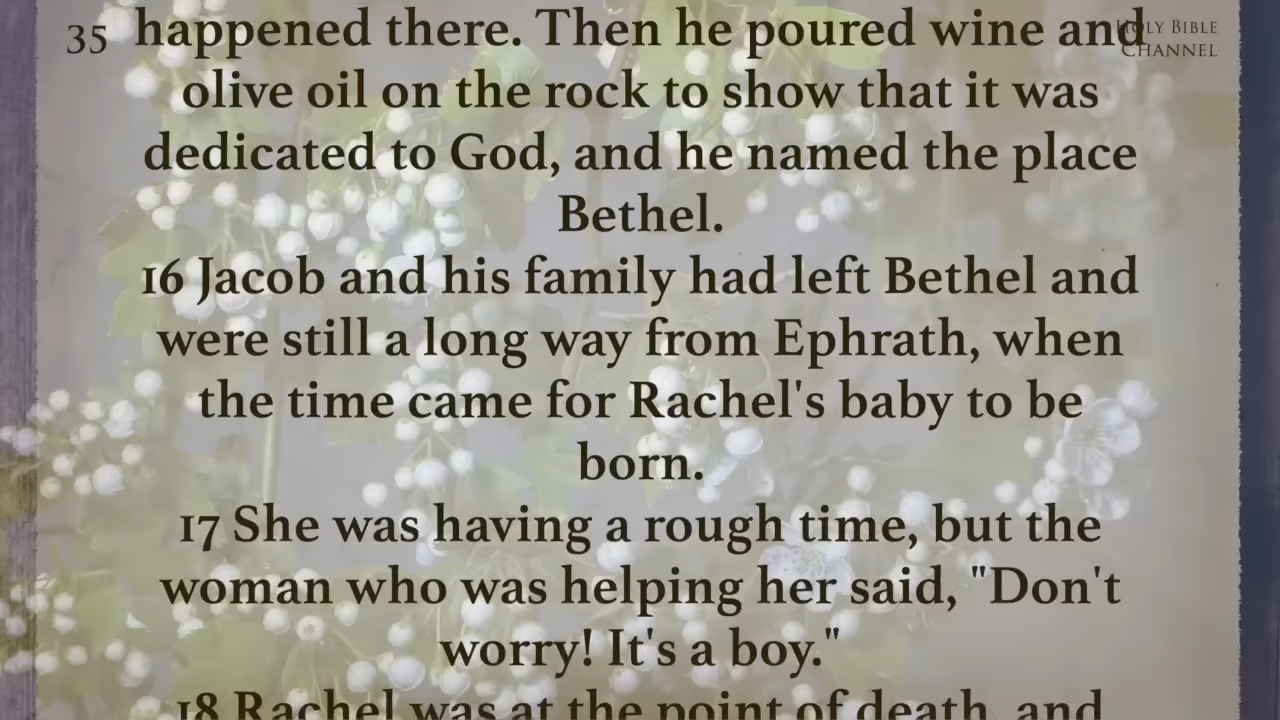 35
happened there. Then he poured wine and
HOLY BIBLE
CHANNEL
olive oil on the rock to show that it was
dedicated to God, and he named the place
Bethel.
16 Jacob and his family had left Bethel and
were still a long way from Ephrath, when
the time came for Rachel's baby to be
born.
17 She was having a rough time, but the
woman who was helping her said, "Don't
worry! It's a boy."
18 Rachel was at the point of death, and